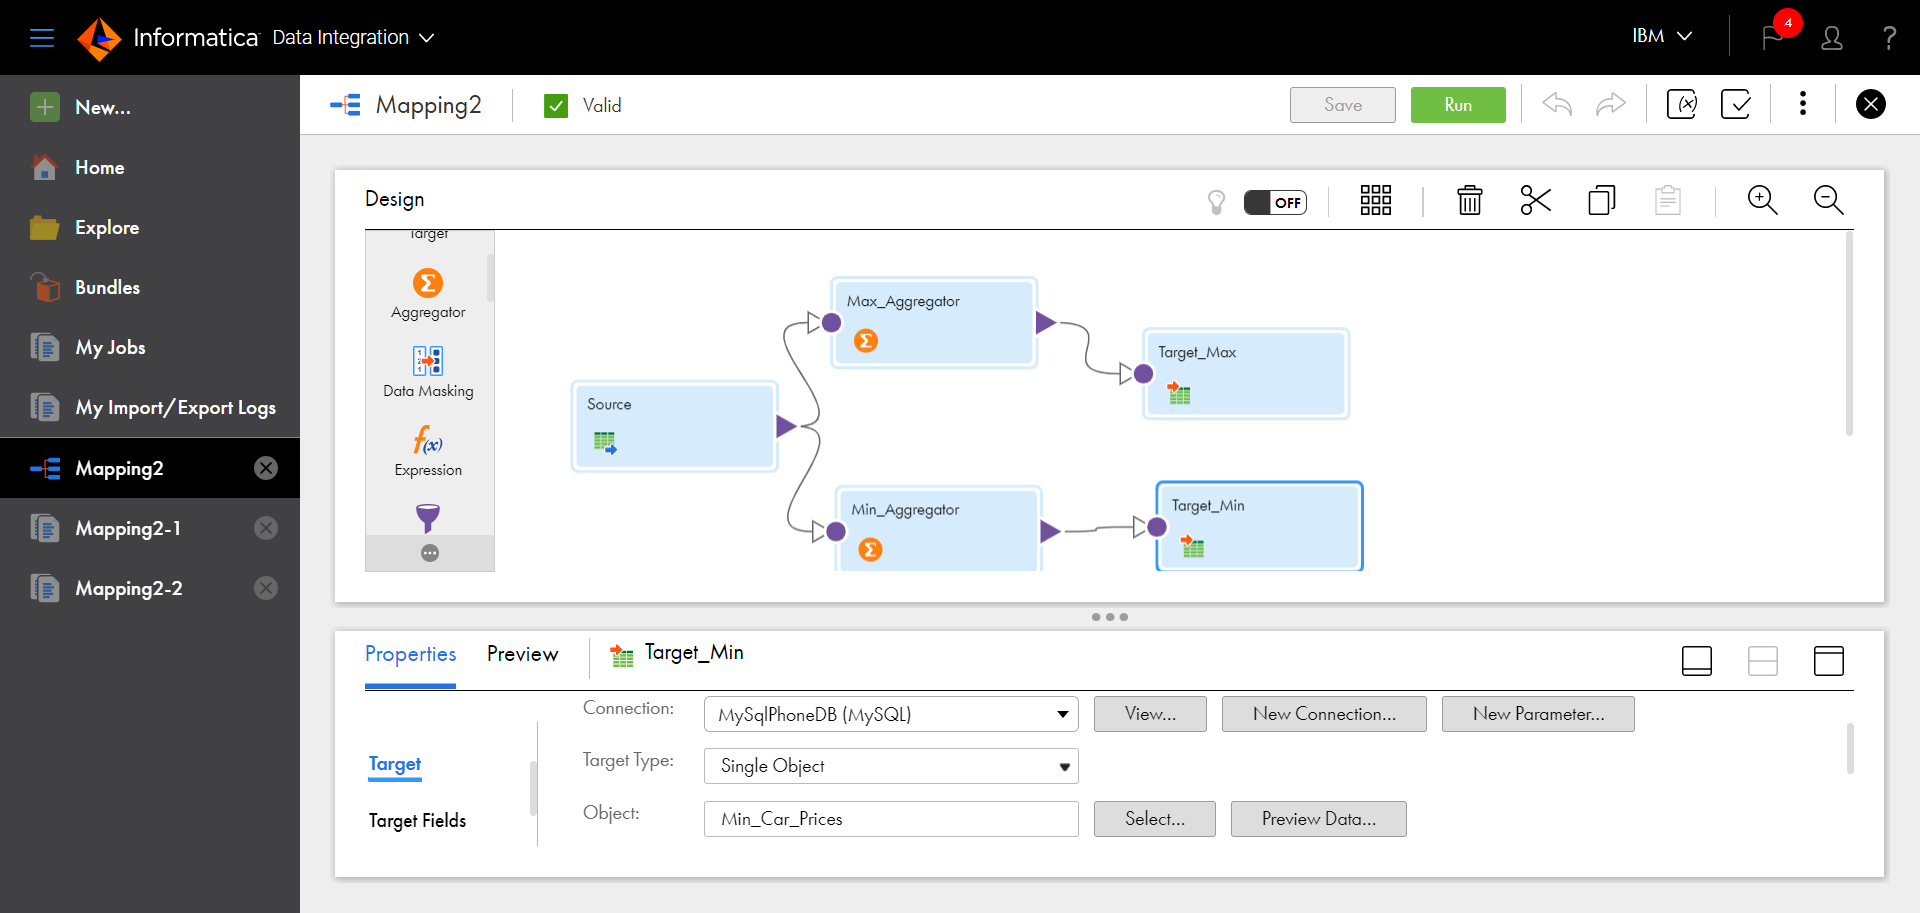 Informatica Data Integration
IBM
4
?
New...
Home
Explore
Bundles
My Jobs
My Import/Export Logs
Mapping2
Mapping2-1
Mapping2-2
Mapping2
Valid
Save
Run
(x)
Design
OFF
Target
Aggregator
Data Masking
f(x)
Expression
Max_Aggregator
Target_Max
Source
Min_Aggregator
Target_Min
Properties
Preview
Target_Min
Connection:
MySqlPhoneDB (MySQL)
View...
New Connection...
New Parameter...
Target
Target Type:
Single Object
Target Fields
Object:
Min_Car_Prices
Select...
Preview Data...